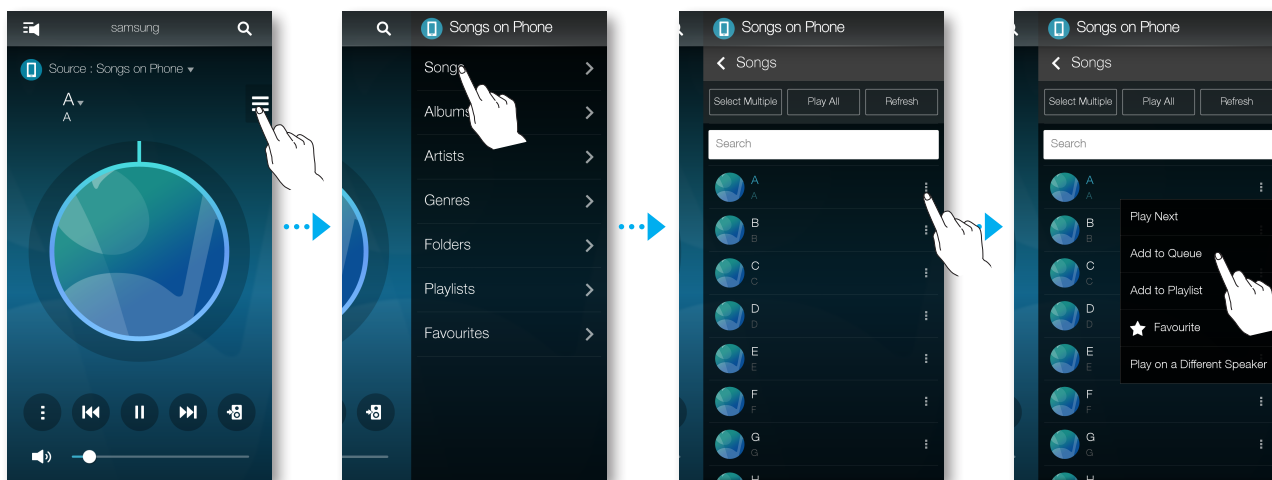 samsung
Source : Songs on Phone
A
A
Songs on Phone
Songs
Albums
Artists
Genres
Folders
Playlists
Favourites
Songs on Phone
Songs
Select Multiple
Play All
Refresh
Search
A
A
B
B
C
C
D
D
E
E
F
F
G
G
H
Songs on Phone
Songs
Select Multiple
Play All
Refresh
Search
A
A
B
B
C
C
D
D
E
E
F
F
G
G
H
Play Next
Add to Queue
Add to Playlist
Favourite
Play on a Different Speaker